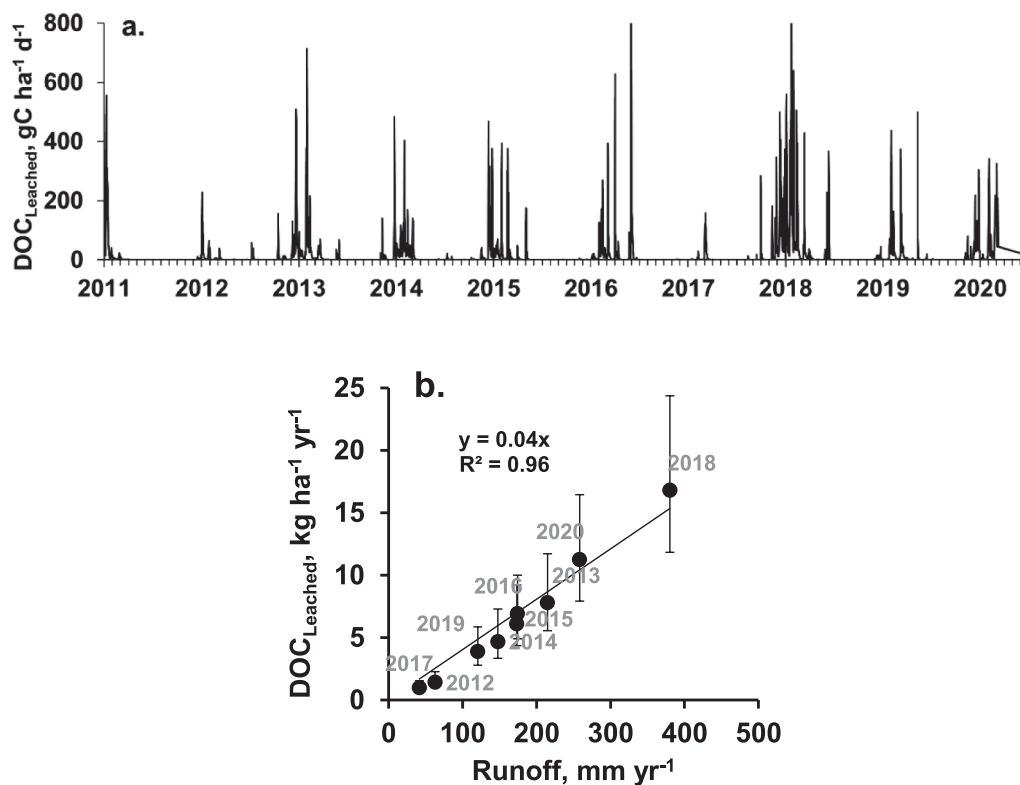 a.
DOCLeached, gC ha-1 d-1
800
600
400
200
0
2011 2012 2013 2014 2015 2016 2017 2018 2019 2020
b.
DOCLeached, kg ha-1 yr-1
25
20
15
10
5
0
y = 0.04x
R² = 0.96
2018
2020
2016
2013
2019
2015
2014
2017
2012
0 100 200 300 400 500
Runoff, mm yr-1